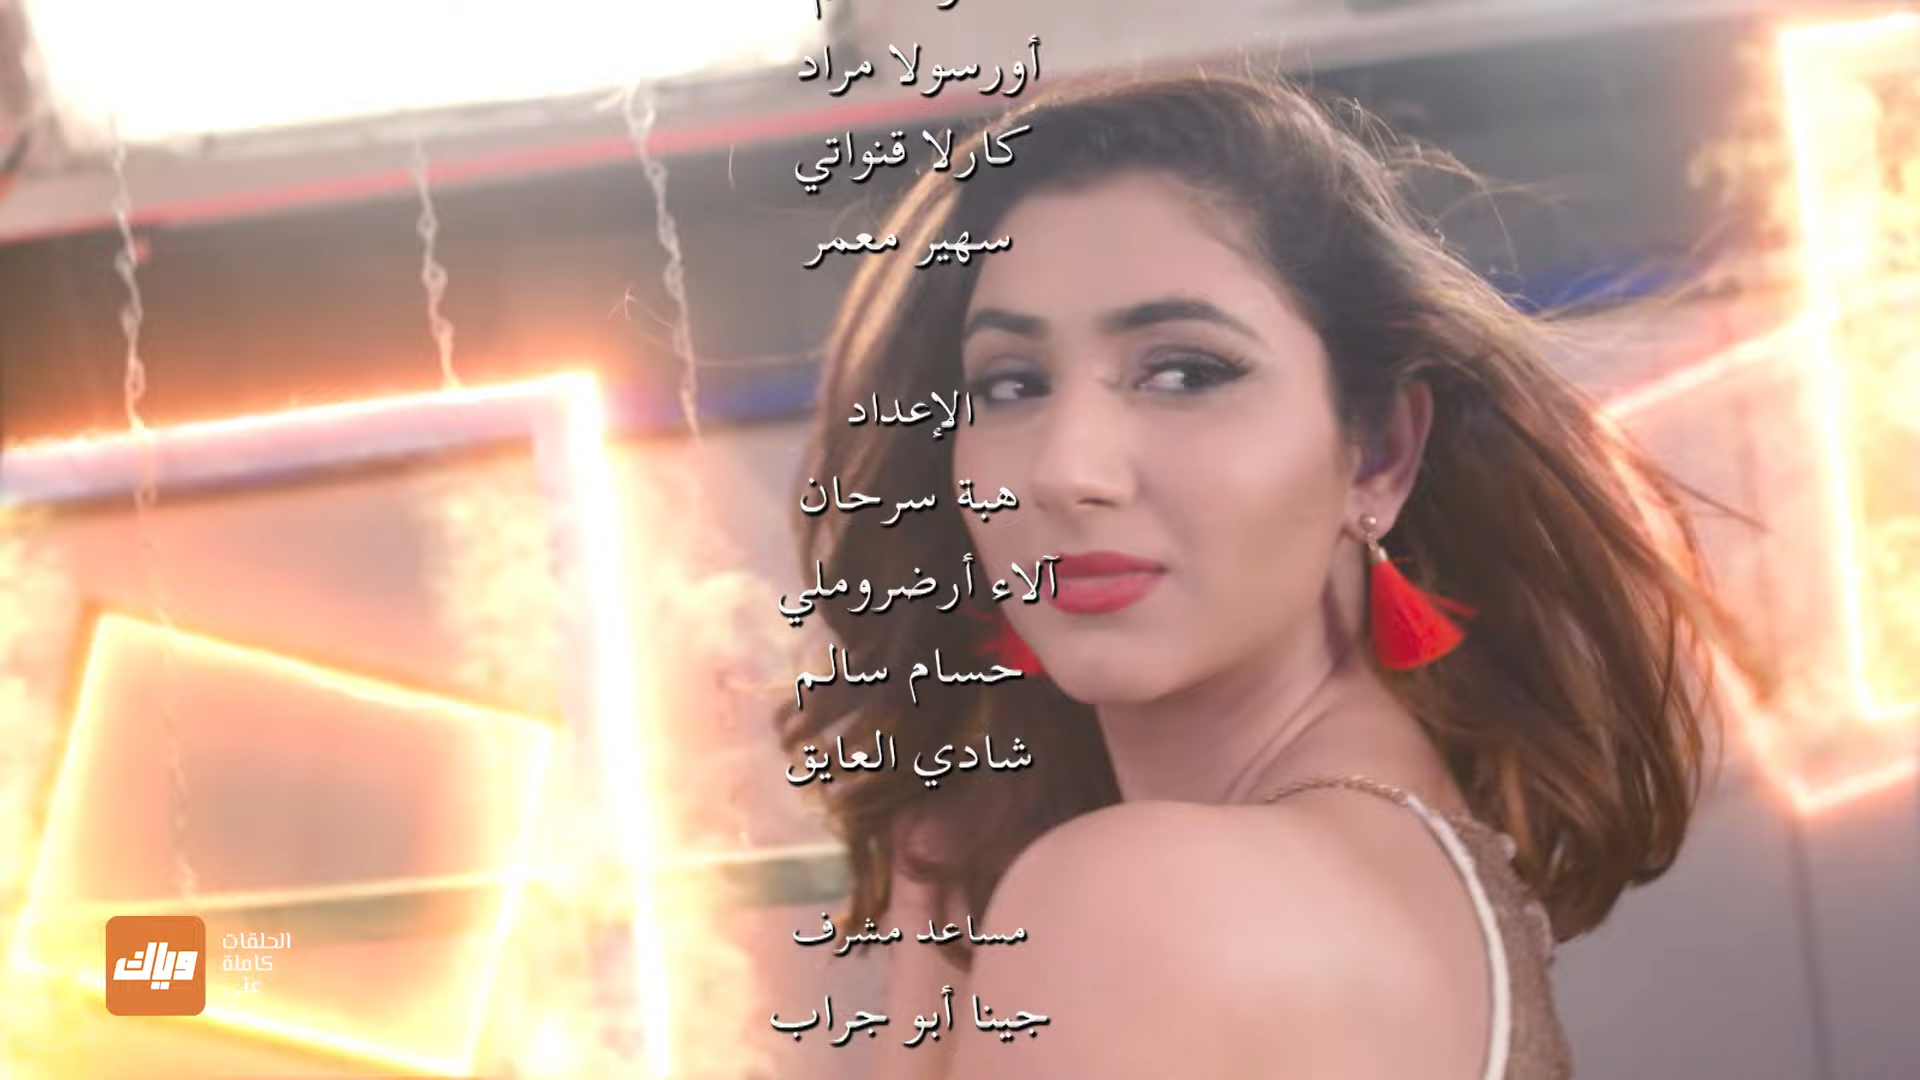 أورسولا مراد
كارلا قنواتي
سهير معمر
الإعداد
هبة سرحان
آلاء أرضروملي
حسام سالم
شادي العايق
مساعد مشرف
جينا أبو جراب
وياك
الحلقات
كاملة
على